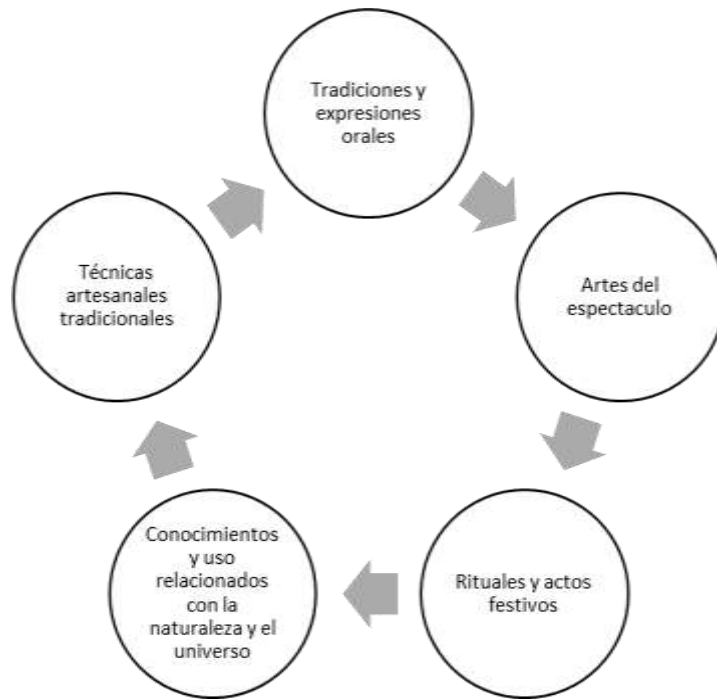 Tradiciones y
expresiones
orales
Artes del
espectaculo
Rituales y actos
festivos
Conocimientos
y uso
relacionados
con la
naturaleza y el
universo
Técnicas
artesanales
tradicionales